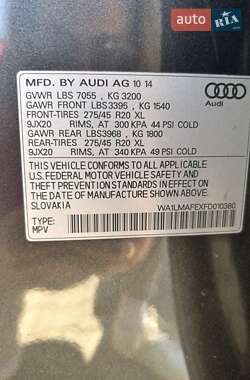 AUTO
RIA.com
MFD. BY AUDI AG 10 14
GVWR LBS 7055 , KG 3200
GAWR FRONT LBS3395 , KG 1540
FRONT-TIRES 275/45 R20 XL
9JX20 RIMS, AT 300 KPA 44 PSI COLD
GAWR REAR LBS3968 , KG 1800
REAR-TIRES 275/45 R20 XL
9JX20 RIMS, AT 340 KPA 49 PSI COLD
Audi
THIS VEHICLE CONFORMS TO ALL APPLICABLE
U.S. FEDERAL MOTOR VEHICLE SAFETY AND
THEFT PREVENTION STANDARDS IN EFFECT ON
THE DATE OF MANUFACTURE SHOWN ABOVE.
SLOVAKIA
WA1LMAFEXFD010380
TYPE:
MPV